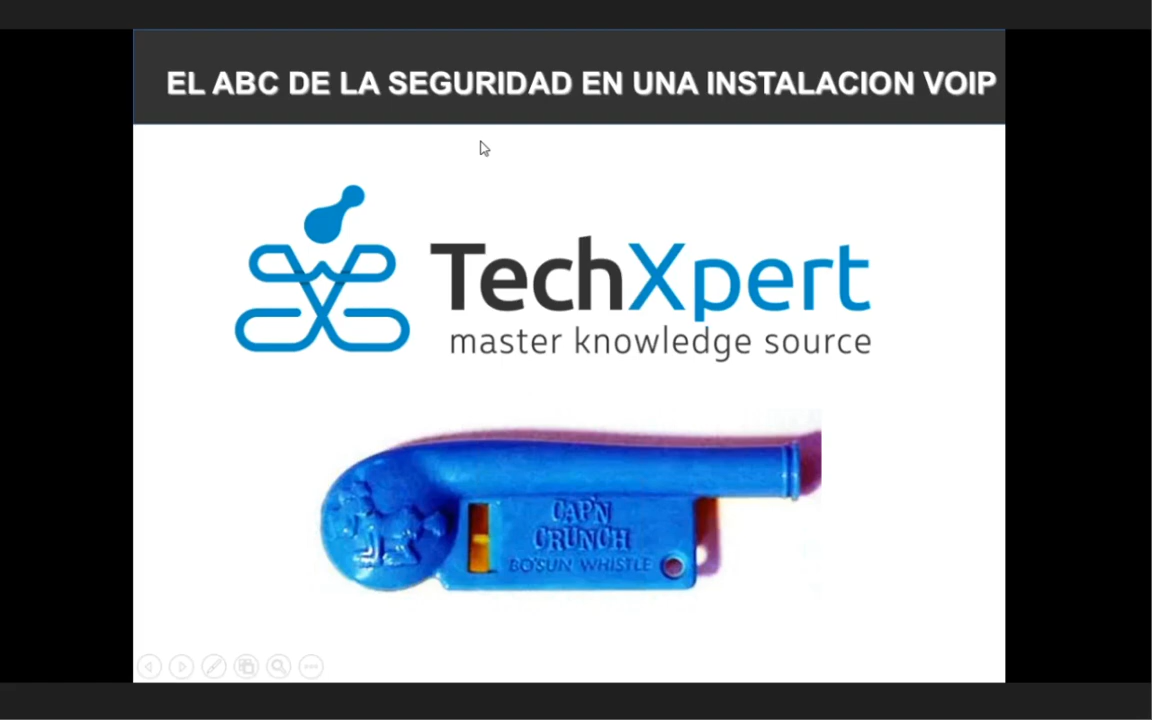 EL ABC DE LA SEGURIDAD EN UNA INSTALACION VOIP
TechXpert
master knowledge source
CAP'N
CRUNCH
BO'SUN WHISTLE